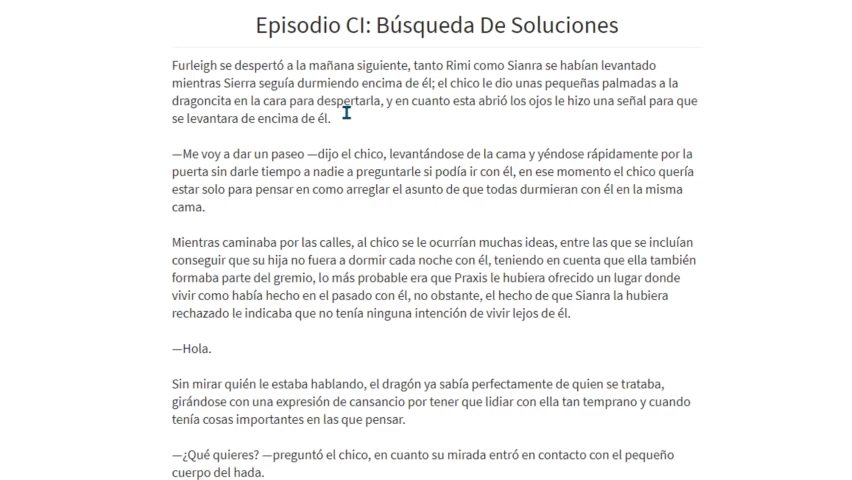 Episodio CI: Búsqueda De Soluciones
Furleigh se despertó a la mañana siguiente, tanto Rimi como Sianra se habían levantado
mientras Sierra seguía durmiendo encima de él; el chico le dio unas pequeñas palmadas a la
dragoncita en la cara para despertarla, y en cuanto esta abrió los ojos le hizo una señal para que
se levantara de encima de él.
—Me voy a dar un paseo —dijo el chico, levantándose de la cama y yéndose rápidamente por la
puerta sin darle tiempo a nadie a preguntarle si podía ir con él, en ese momento el chico quería
estar solo para pensar en como arreglar el asunto de que todas durmieran con él en la misma
cama.
Mientras caminaba por las calles, al chico se le ocurrían muchas ideas, entre las que se incluían
conseguir que su hija no fuera a dormir cada noche con él, teniendo en cuenta que ella también
formaba parte del gremio, lo más probable era que Praxis le hubiera ofrecido un lugar donde
vivir como había hecho en el pasado con él, no obstante, el hecho de que Sianra la hubiera
rechazado le indicaba que no tenía ninguna intención de vivir lejos de él.
—Hola.
Sin mirar quién le estaba hablando, el dragón ya sabía perfectamente de quien se trataba,
girándose con una expresión de cansancio por tener que lidiar con ella tan temprano y cuando
tenía cosas importantes en las que pensar.
—¿Qué quieres? —preguntó el chico, en cuanto su mirada entró en contacto con el pequeño
cuerpo del hada.